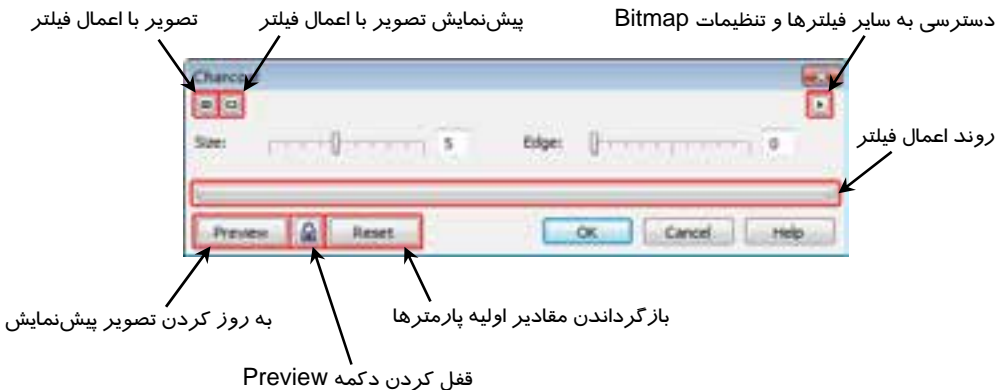 دسترسی به سایر فیلترها و تنظیمات Bitmap
پیش‌نمایش تصویر با اعمال فیلتر
تصویر با اعمال فیلتر
Charcoal
روند اعمال فیلتر
Size:
5
Edge:
0
Preview
Reset
OK
Cancel
Help
بازگرداندن مقادیر اولیه پارمترها
به روز کردن تصویر پیش‌نمایش
قفل کردن دکمه Preview